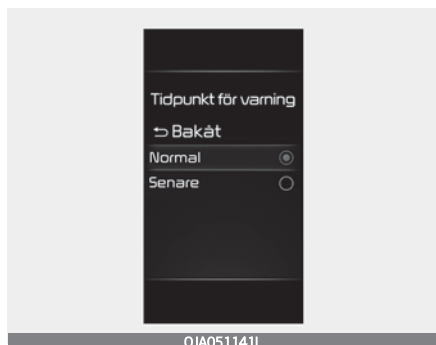 Tidpunkt för varning
Bakåt
Normal
Senare
OJA051141L